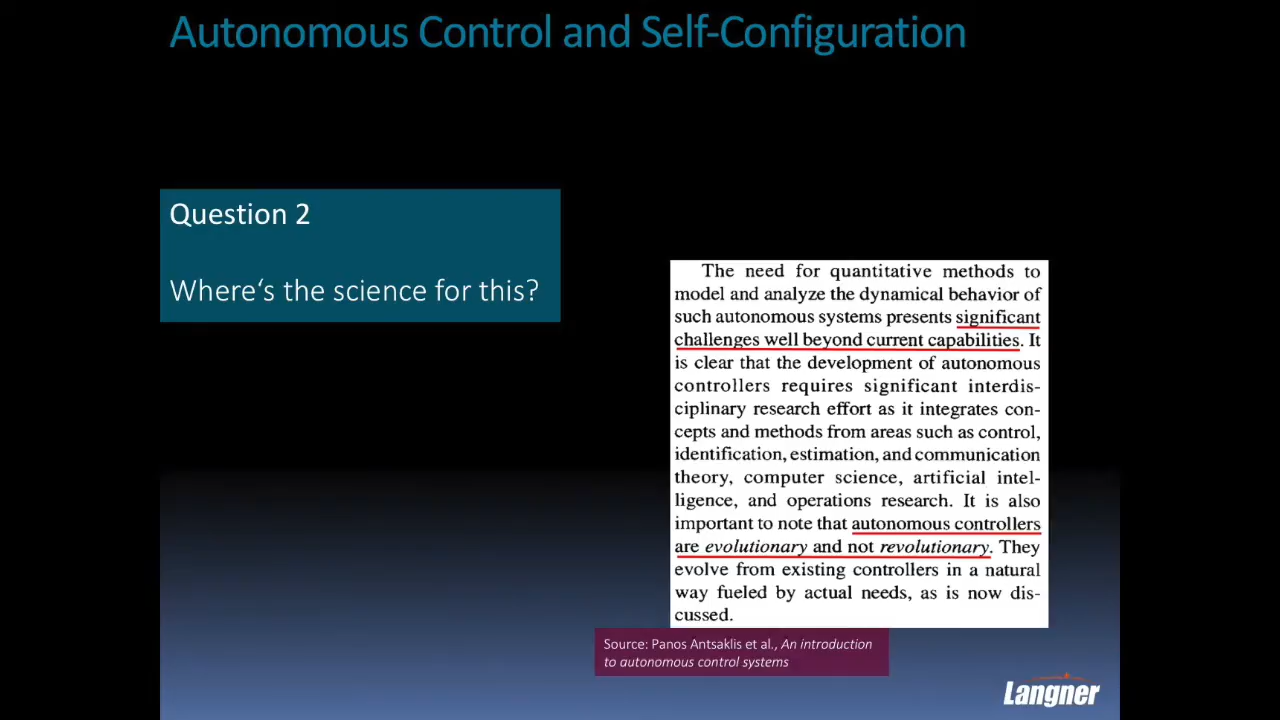 Autonomous Control and Self-Configuration
Question 2
Where‘s the science for this?
The need for quantitative methods to
model and analyze the dynamical behavior of
such autonomous systems presents significant
challenges well beyond current capabilities. It
is clear that the development of autonomous
controllers requires significant interdis-
ciplinary research effort as it integrates con-
cepts and methods from areas such as control,
identification, estimation, and communication
theory, computer science, artificial intel-
ligence, and operations research. It is also
important to note that autonomous controllers
are evolutionary and not revolutionary. They
evolve from existing controllers in a natural
way fueled by actual needs, as is now dis-
cussed.
Source: Panos Antsaklis et al., An introduction
to autonomous control systems
Langner